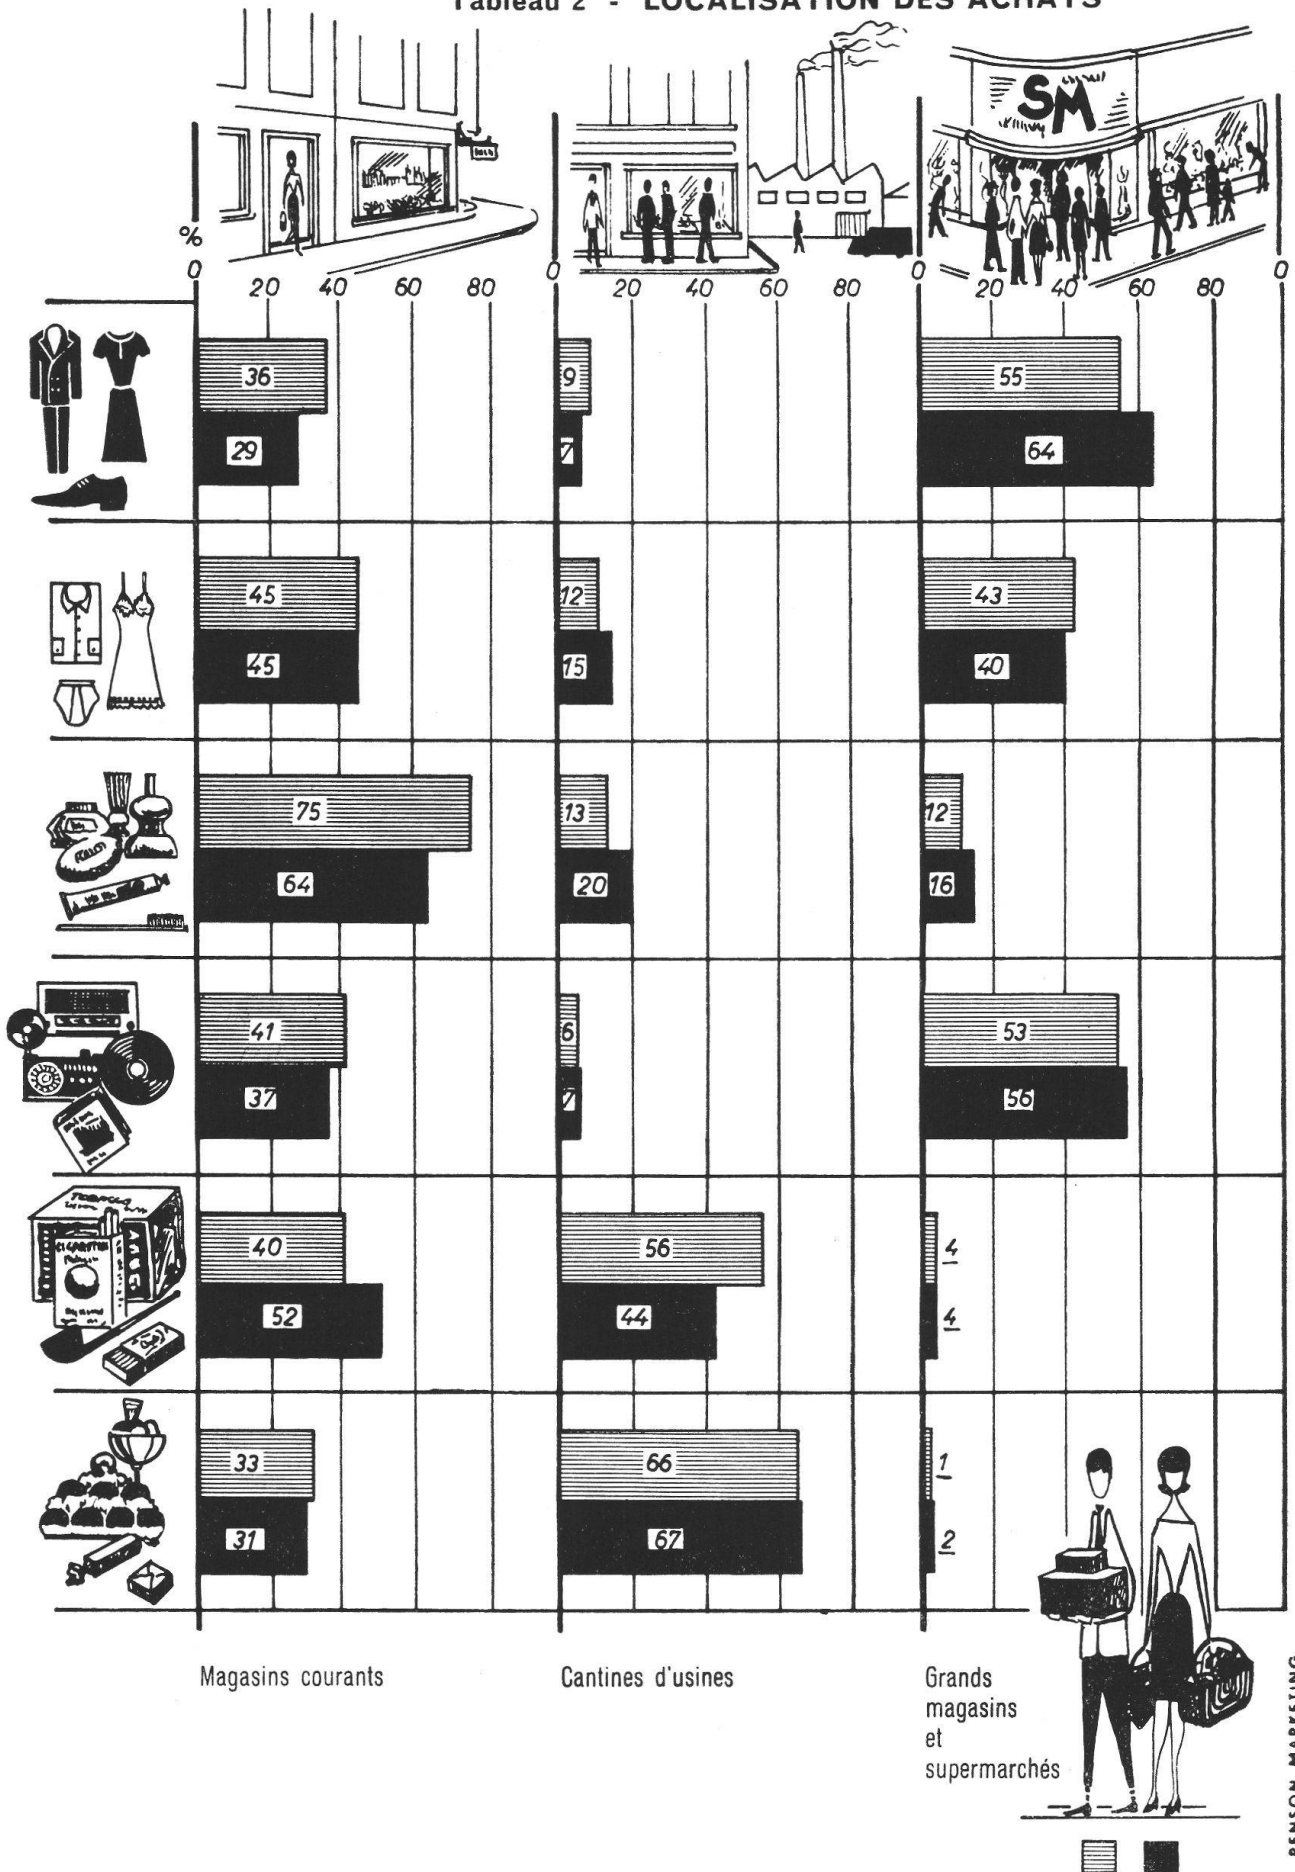 Tableau 2 - LOCALISATION DES ACHATS
SM
%
0 20 40 60 80 0 20 40 60 80 0 20 40 60 80 0
36 9 55
29 7 64
45 12 43
45 15 40
75 13 12
64 20 16
41 6 53
37 7 56
TOBACCO
40 56 4
52 44 4
33 66 1
31 67 2
Magasins courants
Cantines d'usines
Grands
magasins
et
supermarchés
BENSON MARKETING